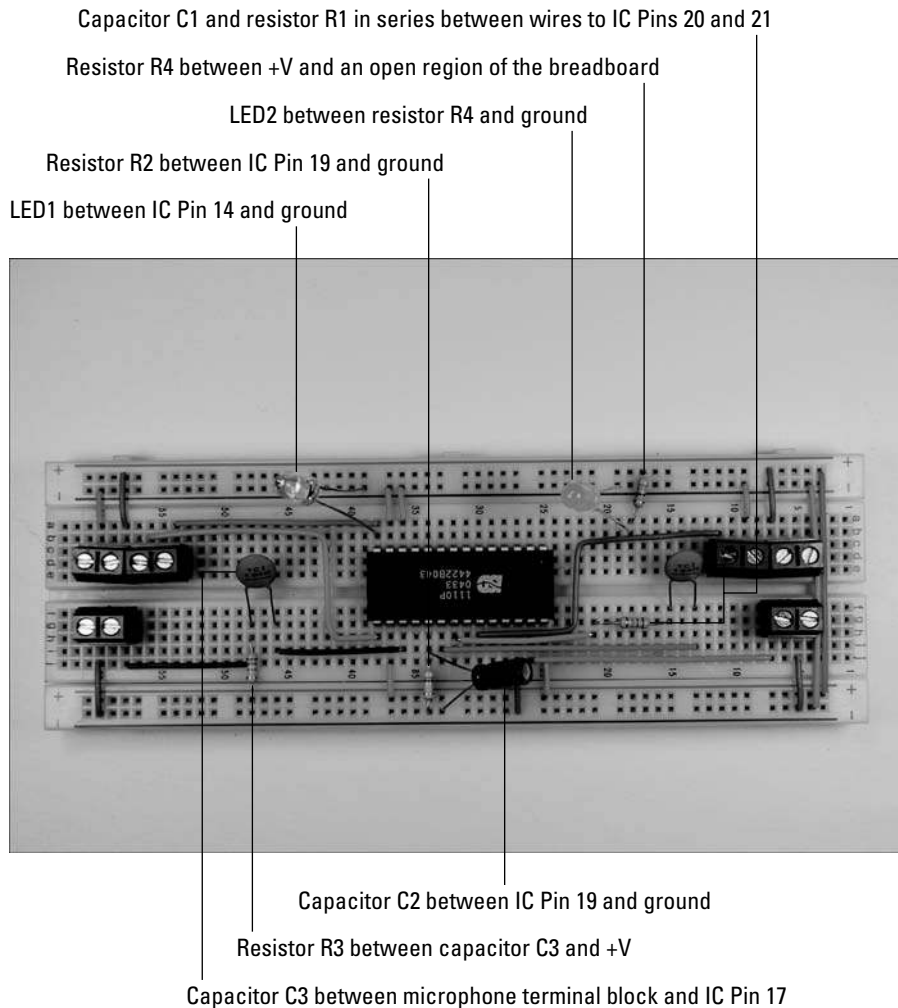 Capacitor C1 and resistor R1 in series between wires to IC Pins 20 and 21
Resistor R4 between +V and an open region of the breadboard
LED2 between resistor R4 and ground
Resistor R2 between IC Pin 19 and ground
LED1 between IC Pin 14 and ground
1110P
0433
4422B043
Capacitor C2 between IC Pin 19 and ground
Resistor R3 between capacitor C3 and +V
Capacitor C3 between microphone terminal block and IC Pin 17